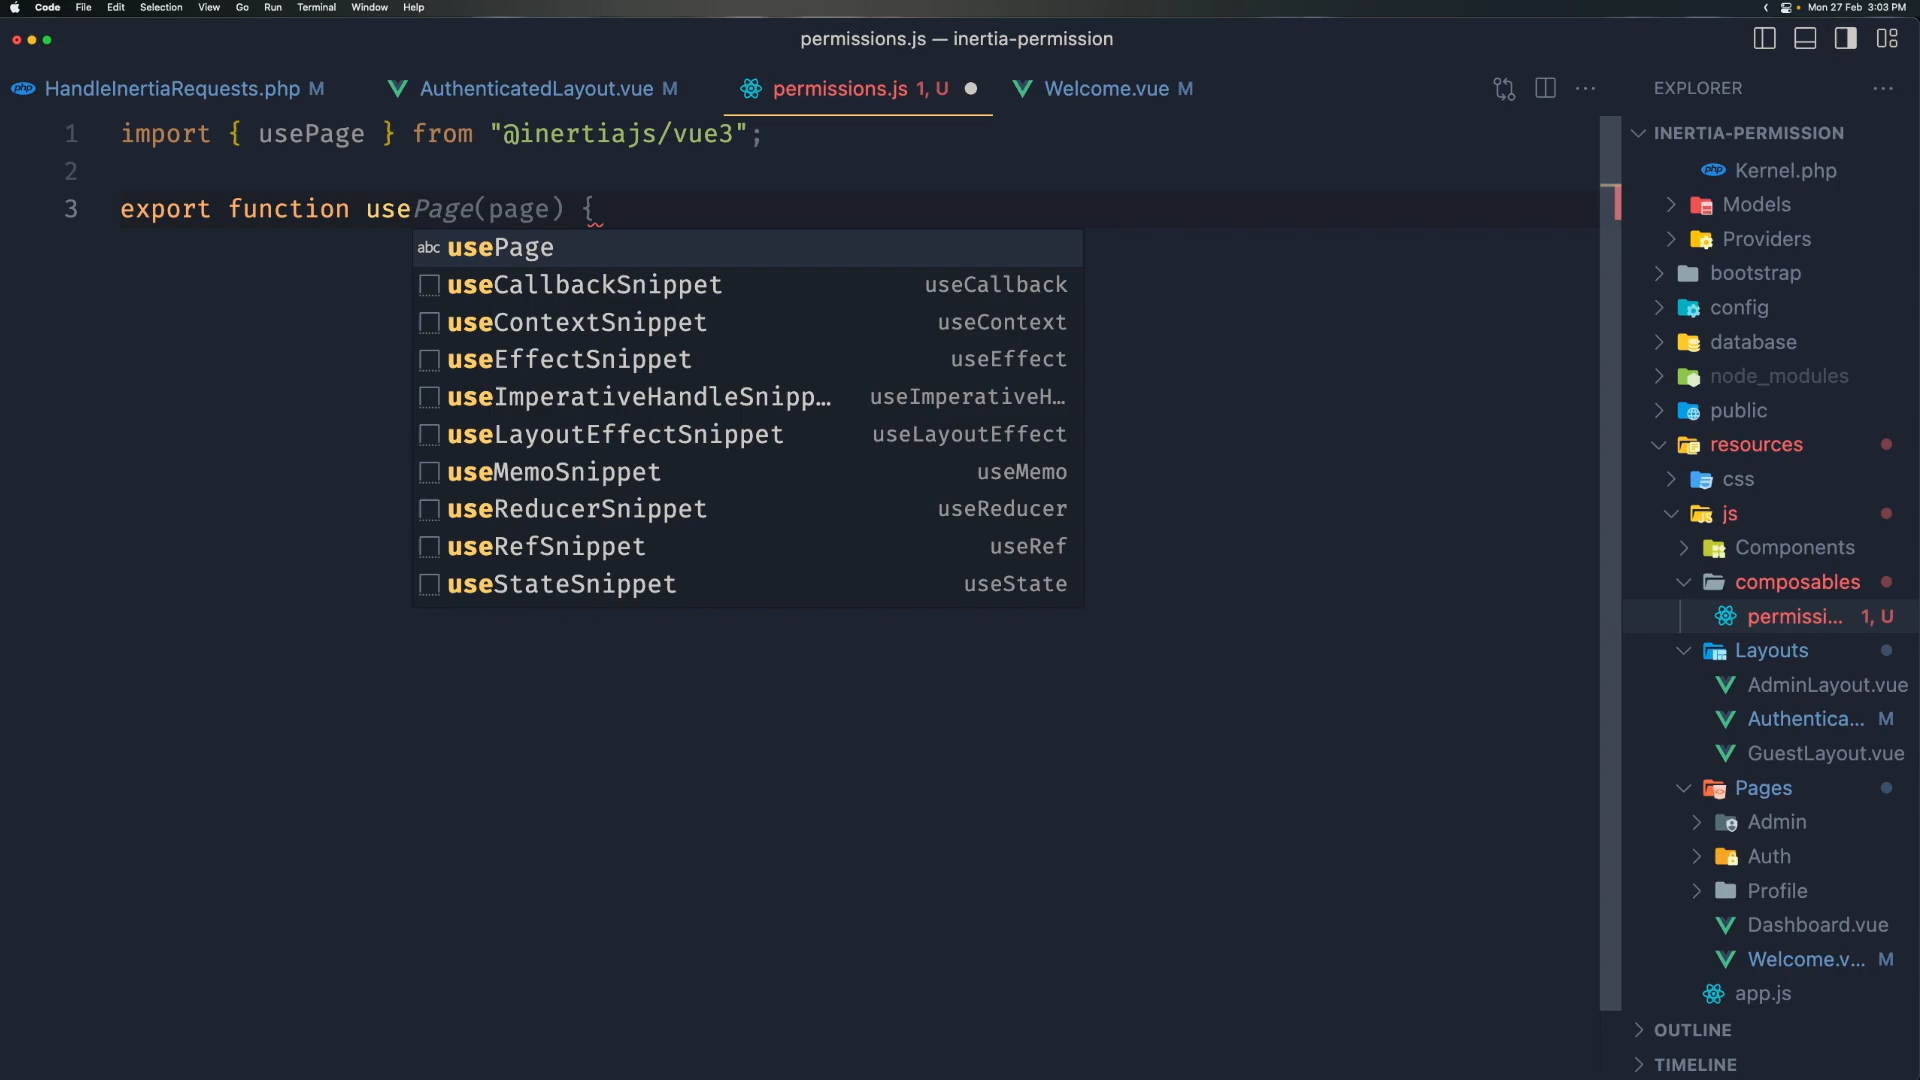 Code File Edit Selection View Go Run Terminal Window Help Mon 27 Feb 3:03 PM
permissions.js — inertia-permission
HandleInertiaRequests.php M AuthenticatedLayout.vue M permissions.js 1, U Welcome.vue M
1 import { usePage } from "@inertiajs/vue3";
2
3 export function usePage(page) {
abc usePage
useCallbackSnippet useCallback
useContextSnippet useContext
useEffectSnippet useEffect
useImperativeHandleSnipp… useImperativeH…
useLayoutEffectSnippet useLayoutEffect
useMemoSnippet useMemo
useReducerSnippet useReducer
useRefSnippet useRef
useStateSnippet useState
EXPLORER
INERTIA-PERMISSION
php Kernel.php
Models
Providers
bootstrap
config
database
node_modules
public
resources
css
js
Components
composables
permissi... 1, U
Layouts
AdminLayout.vue
Authentica... M
GuestLayout.vue
Pages
Admin
Auth
Profile
Dashboard.vue
Welcome.v... M
app.js
OUTLINE
TIMELINE